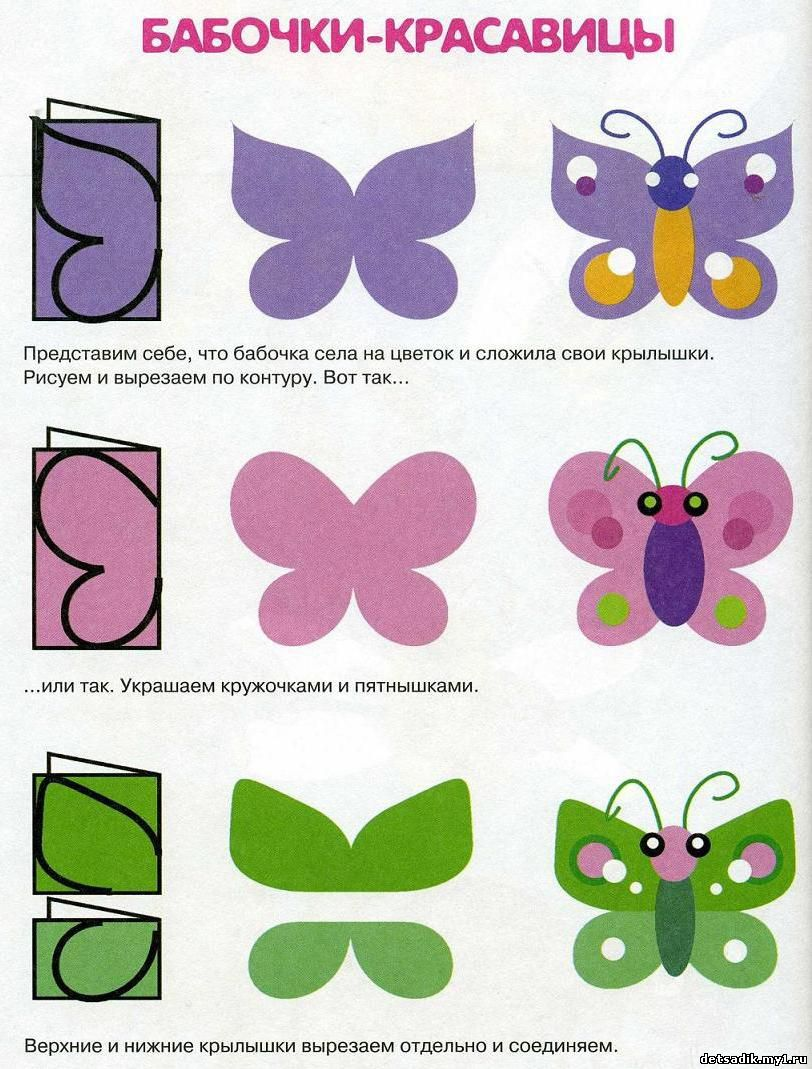 БАБОЧКИ-КРАСАВИЦЫ
Представим себе, что бабочка села на цветок и сложила свои крылышки.
Рисуем и вырезаем по контуру. Вот так...
...или так. Украшаем кружочками и пятнышками.
Верхние и нижние крылышки вырезаем отдельно и соединяем.
detsadik.my1.ru